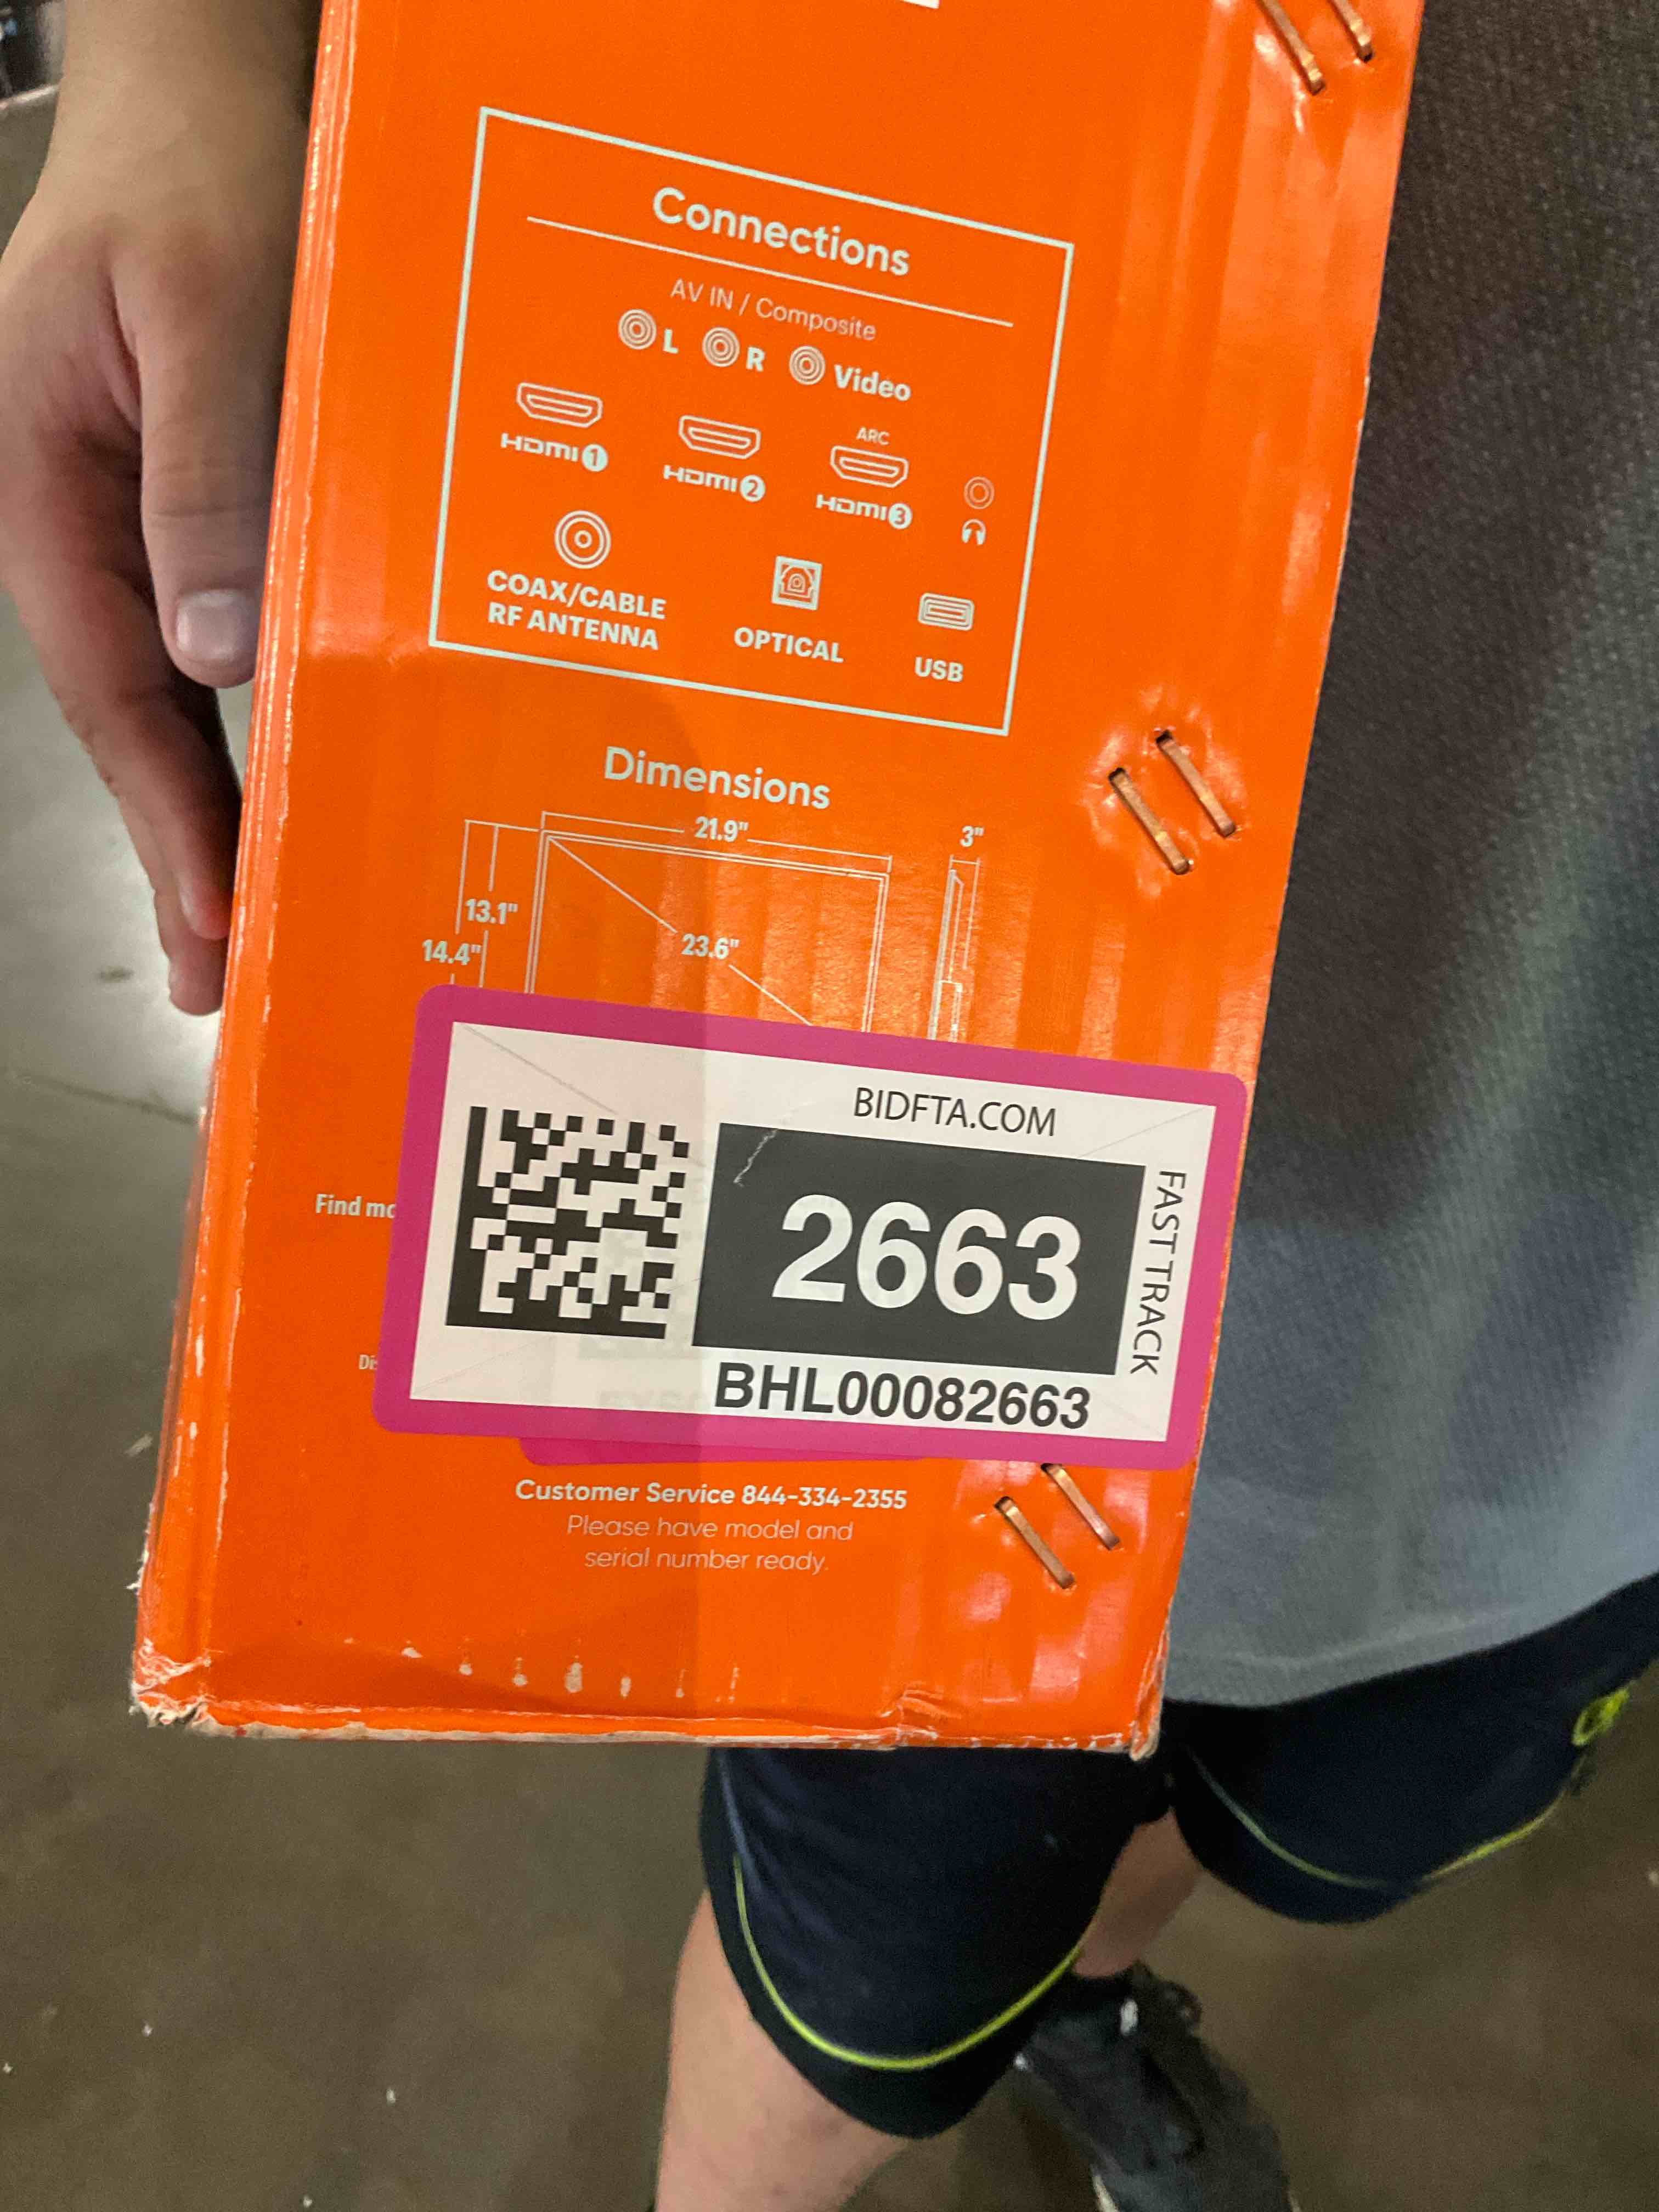 Connections
AV IN / Composite
L R Video
ARC
HDMI 1 HDMI 2 HDMI 3
COAX/CABLE
RF ANTENNA
OPTICAL
USB
Dimensions
21.9"
3"
13.1"
14.4"
23.6"
BIDFTA.COM
2663
FAST TRACK
BHL00082663
Find
Customer Service 844-334-2355
Please have model and
serial number ready.